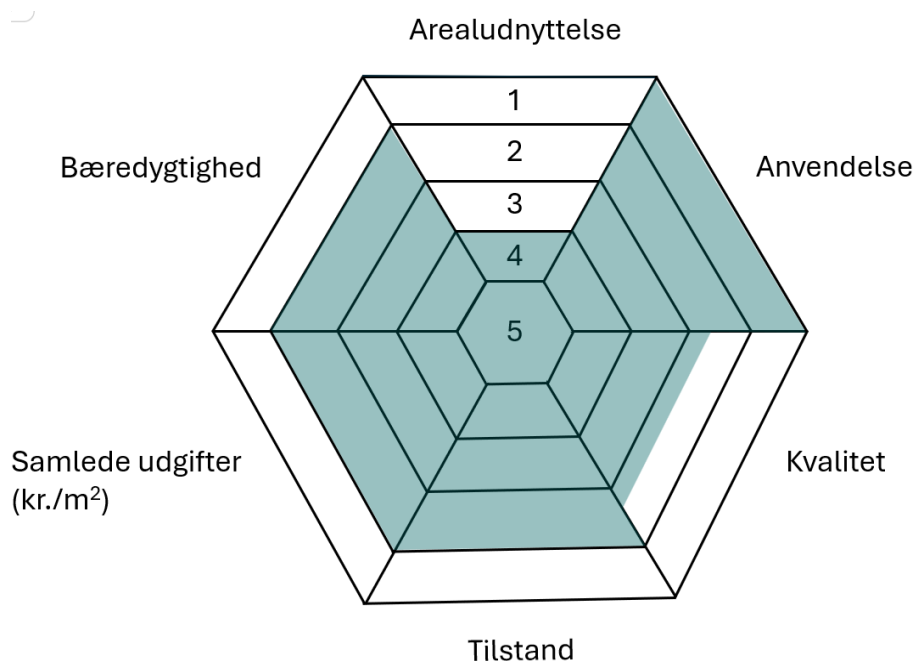 Arealudnyttelse
1
2
3
4
5
Bæredygtighed
Anvendelse
Samlede udgifter
(kr./m²)
Kvalitet
Tilstand